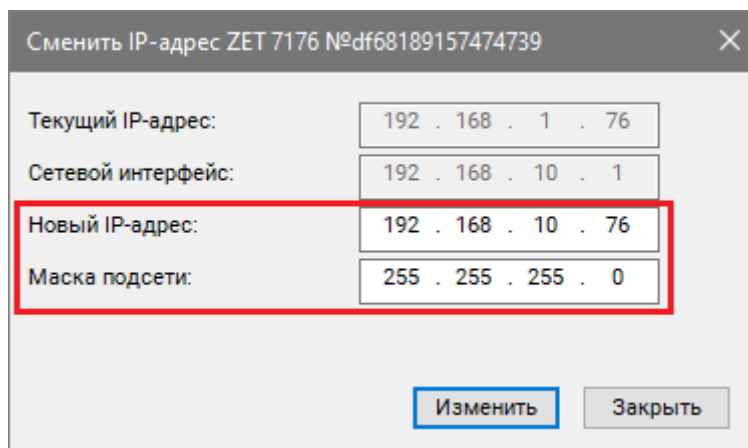 Сменить IP-адрес ZET 7176 №df68189157474739
Текущий IP-адрес: 192 . 168 . 1 . 76
Сетевой интерфейс: 192 . 168 . 10 . 1
Новый IP-адрес: 192 . 168 . 10 . 76
Маска подсети: 255 . 255 . 255 . 0
Изменить Закрыть